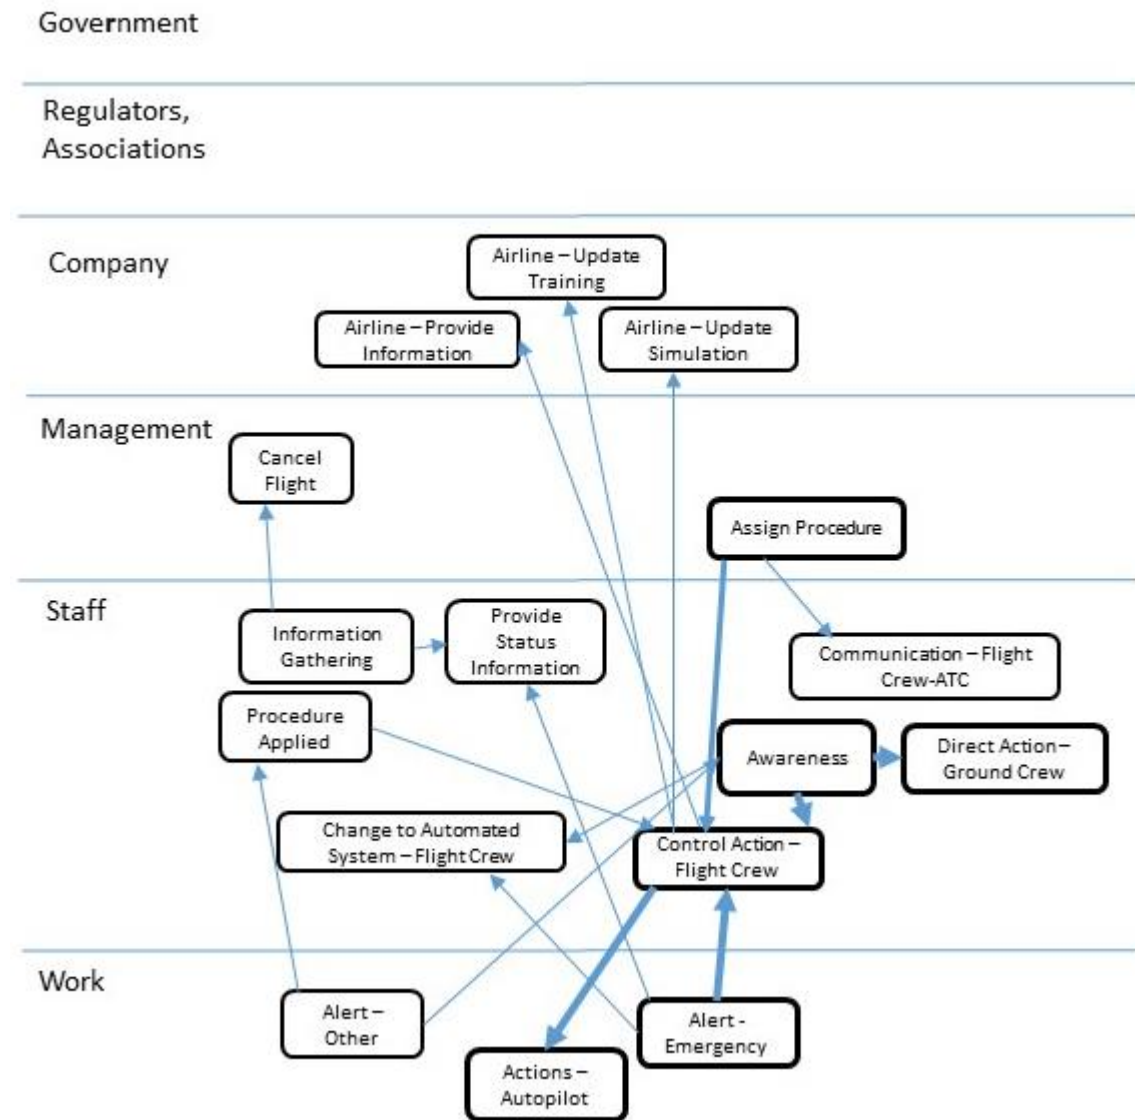 Government
Regulators,
Associations
Company
Airline – Update
Training
Airline – Provide
Information
Airline – Update
Simulation
Management
Cancel
Flight
Assign Procedure
Staff
Information
Gathering
Provide
Status
Information
Communication – Flight
Crew-ATC
Procedure
Applied
Awareness
Direct Action –
Ground Crew
Change to Automated
System – Flight Crew
Control Action –
Flight Crew
Work
Alert –
Other
Alert -
Emergency
Actions –
Autopilot